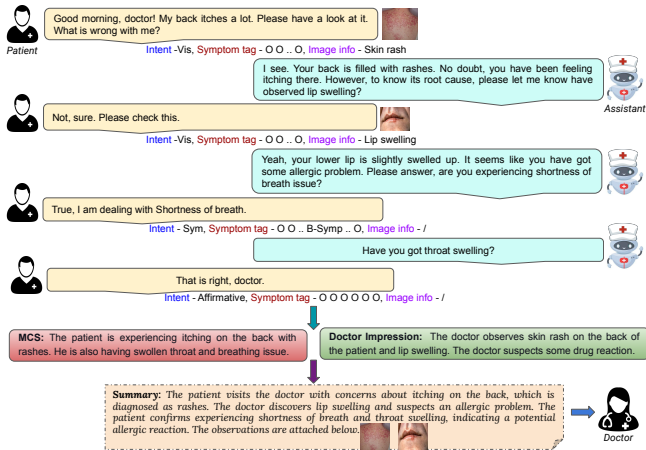 Good morning, doctor! My back itches a lot. Please have a look at it.
What is wrong with me?
Patient
Intent -Vis, Symptom tag - O O .. O, Image info - Skin rash
I see. Your back is filled with rashes. No doubt, you have been feeling
itching there. However, to know its root cause, please let me know have
observed lip swelling?
Assistant
Not, sure. Please check this.
Intent -Vis, Symptom tag - O O .. O, Image info - Lip swelling
Yeah, your lower lip is slightly swelled up. It seems like you have got
some allergic problem. Please answer, are you experiencing shortness of
breath issue?
True, I am dealing with Shortness of breath.
Intent - Sym, Symptom tag - O O .. B-Symp .. O, Image info - /
Have you got throat swelling?
That is right, doctor.
Intent - Affirmative, Symptom tag - O O O O O O, Image info - /
MCS: The patient is experiencing itching on the back with
rashes. He is also having swollen throat and breathing issue.
Doctor Impression: The doctor observes skin rash on the back of
the patient and lip swelling. The doctor suspects some drug reaction.
Summary: The patient visits the doctor with concerns about itching on the back, which is
diagnosed as rashes. The doctor discovers lip swelling and suspects an allergic problem. The
patient confirms experiencing shortness of breath and throat swelling, indicating a potential
allergic reaction. The observations are attached below.
Doctor